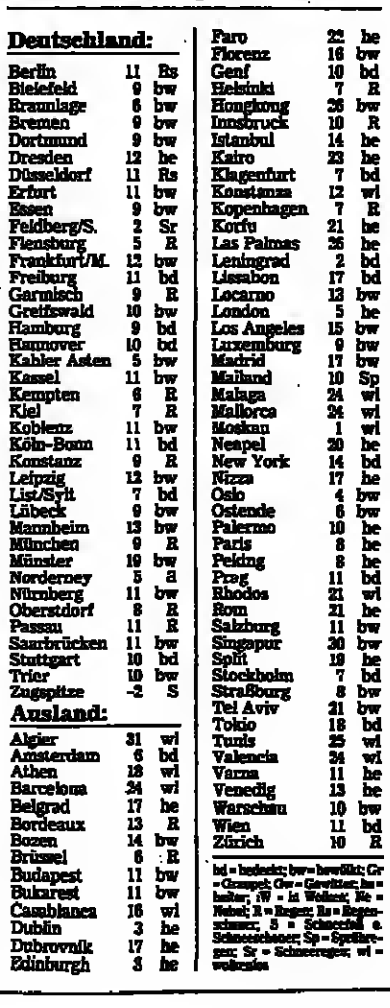 Deutschland:
Berlin 11 Rs
Bielefeld 9 bw
Braunlage 6 bw
Bremen 9 bw
Dortmund 9 bw
Dresden 12 he
Düsseldorf 11 Rs
Erfurt 11 bw
Essen 9 bw
Feldberg/S. 2 Sr
Flensburg 5 R
Frankfurt/M. 12 bw
Freiburg 11 bd
Garmisch 9 R
Greifswald 10 bw
Hamburg 9 bd
Hannover 10 bd
Kahler Asten 5 bw
Kassel 11 bw
Kempten 6 R
Kiel 7 R
Koblenz 11 bw
Köln-Bonn 11 bd
Konstanz 9 R
Leipzig 12 bw
List/Sylt 7 bd
Lübeck 9 bw
Mannheim 13 bw
München 9 R
Münster 10 bw
Norderney 5
Nürnberg 11 bw
Oberstdorf 8 R
Passau 11 R
Saarbrücken 11 bw
Stuttgart 10 bd
Trier 10 bw
Zugspitze -2 S
Ausland:
Algier 31 wl
Amsterdam 6 bd
Athen 18 wl
Barcelona 24 wl
Belgrad 17 he
Bordeaux 13 R
Bozen 14 bw
Brüssel 6 R
Budapest 11 bw
Bukarest 11 bw
Casablanca 16 wl
Dublin 3 he
Dubrovnik 17 he
Edinburgh 3 he
Faro 22 he
Florenz 16 bw
Genf 10 bd
Helsinki 7 R
Hongkong 26 bw
Innsbruck 10 R
Istanbul 14 he
Kairo 23 he
Klagenfurt 7 bd
Konstanza 12 wl
Kopenhagen 7 R
Korfu 21 he
Las Palmas 26 he
Leningrad 2 bd
Lissabon 17 bd
Locarno 13 bw
London 5 he
Los Angeles 15 bw
Luxemburg 9 bw
Madrid 17 bw
Mailand 10 Sp
Malaga 24 wl
Mallorca 24 wl
Moskau 1 wl
Neapel 20 he
New York 14 bd
Nizza 17 he
Oslo 4 bw
Ostende 6 bw
Palermo 10 he
Paris 8 he
Peking 8 he
Prag 11 bd
Rhodos 21 wl
Rom 21 he
Salzburg 11 bw
Singapur 30 bw
Split 19 he
Stockholm 7 bd
Straßburg 8 bw
Tel Aviv 21 bw
Tokio 18 bd
Tunis 25 wl
Valencia 24 wl
Varna 11 he
Venedig 13 he
Warschau 10 bw
Wien 11 bd
Zürich 10 R
bd = bedeckt; bw = bewölkt; Gr
= Graupel; Gw = Gewitter; he =
heiter; iW = in Wolken; Ne =
Nebel; R = Regen; Rs = Regen-
schauer; S = Schneefall o.
Schneeschauer; Sp = Sprühre-
gen; Sr = Schneeregen; wl =
wolkenlos